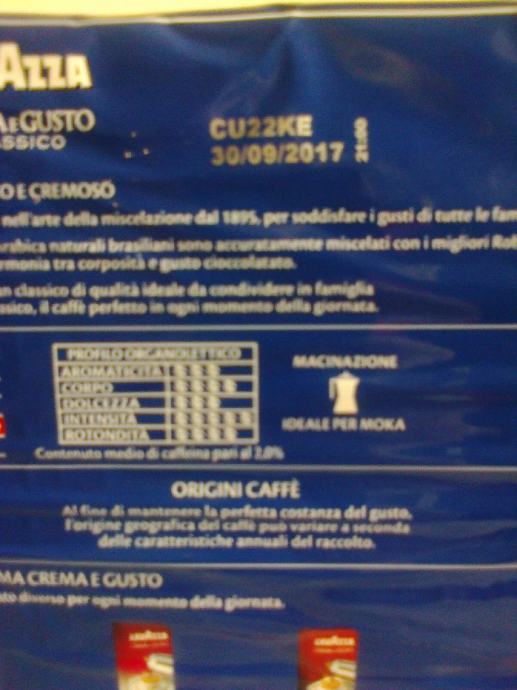 AZZA
A E GUSTO
ASSICO
CU22KE
30/09/2017 21:00
O E CREMOSO
nell'arte della miscelazione dal 1895, per soddisfare i gusti di tutte le fam
rabica naturali brasiliani sono accuratamente miscelati con i migliori Rob
rmonia tra corposità e gusto cioccolatato.
n classico di qualità ideale da condividere in famiglia
ssico, il caffè perfetto in ogni momento della giornata.
PROFILO ORGANOLETTICO
AROMATICITÀ
CORPO
DOLCEZZA
INTENSITÀ
ROTONDITÀ
MACINAZIONE
IDEALE PER MOKA
Contenuto medio di caffeina pari al 2,0%
ORIGINI CAFFÈ
Al fine di mantenere la perfetta costanza del gusto,
l'origine geografica del caffè può variare a seconda
delle caratteristiche annuali del raccolto.
MA CREMA E GUSTO
to diverso per ogni momento della giornata.
LAVAZZA LAVAZZA